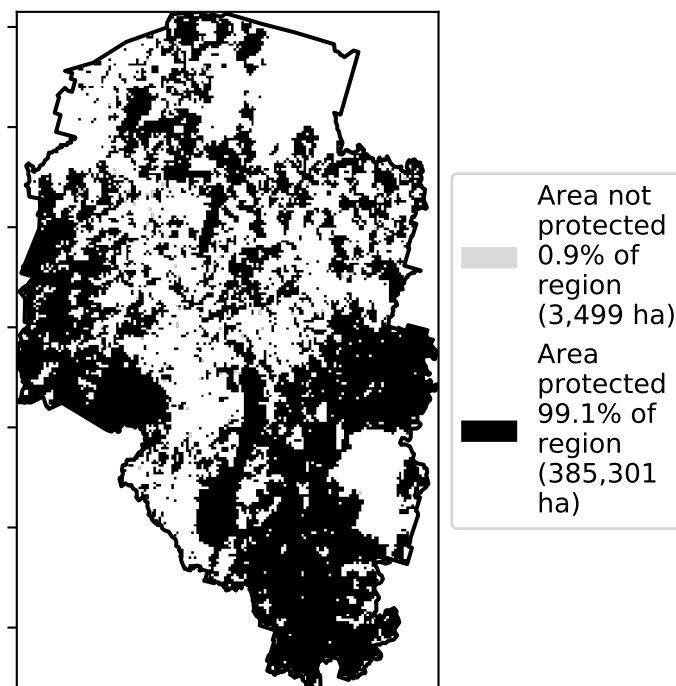 Area not
protected
0.9% of
region
(3,499 ha)
Area
protected
99.1% of
region
(385,301
ha)